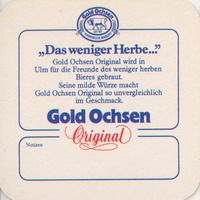 Gold Ochsen
„Das weniger Herbe..."
Gold Ochsen Original wird in
Ulm für die Freunde des weniger herben
Bieres gebraut.
Seine milde Würze macht
Gold Ochsen Original so unvergleichlich
im Geschmack.
Gold Ochsen
Original
Notizen